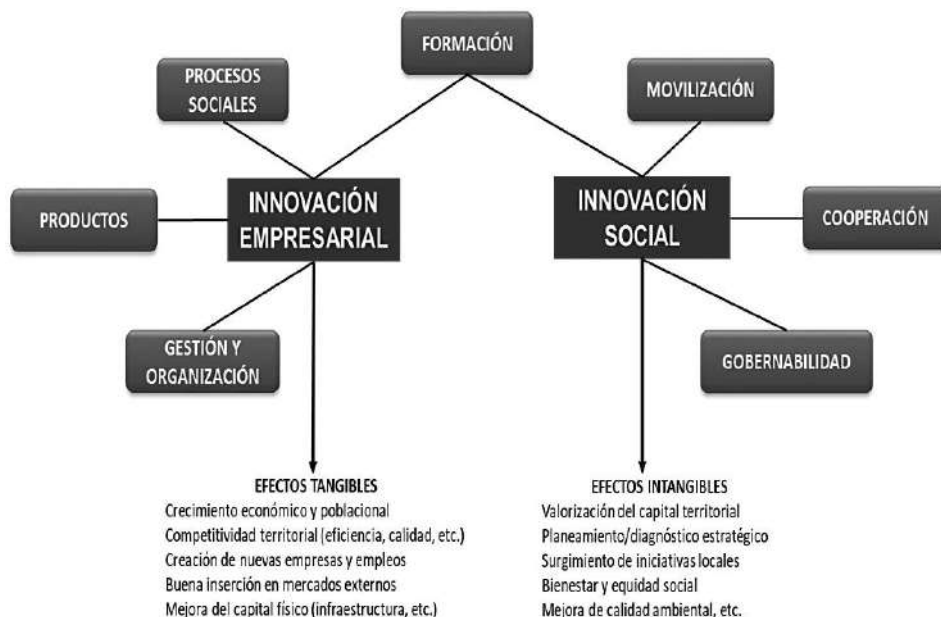 FORMACIÓN
PROCESOS
SOCIALES
MOVILIZACIÓN
INNOVACIÓN
EMPRESARIAL
INNOVACIÓN
SOCIAL
PRODUCTOS
COOPERACIÓN
GESTIÓN Y
ORGANIZACIÓN
GOBERNABILIDAD
EFECTOS TANGIBLES
Crecimiento económico y poblacional
Competitividad territorial (eficiencia, calidad, etc.)
Creación de nuevas empresas y empleos
Buena inserción en mercados externos
Mejora del capital físico (infraestructura, etc.)
EFECTOS INTANGIBLES
Valorización del capital territorial
Planeamiento/diagnóstico estratégico
Surgimiento de iniciativas locales
Bienestar y equidad social
Mejora de calidad ambiental, etc.